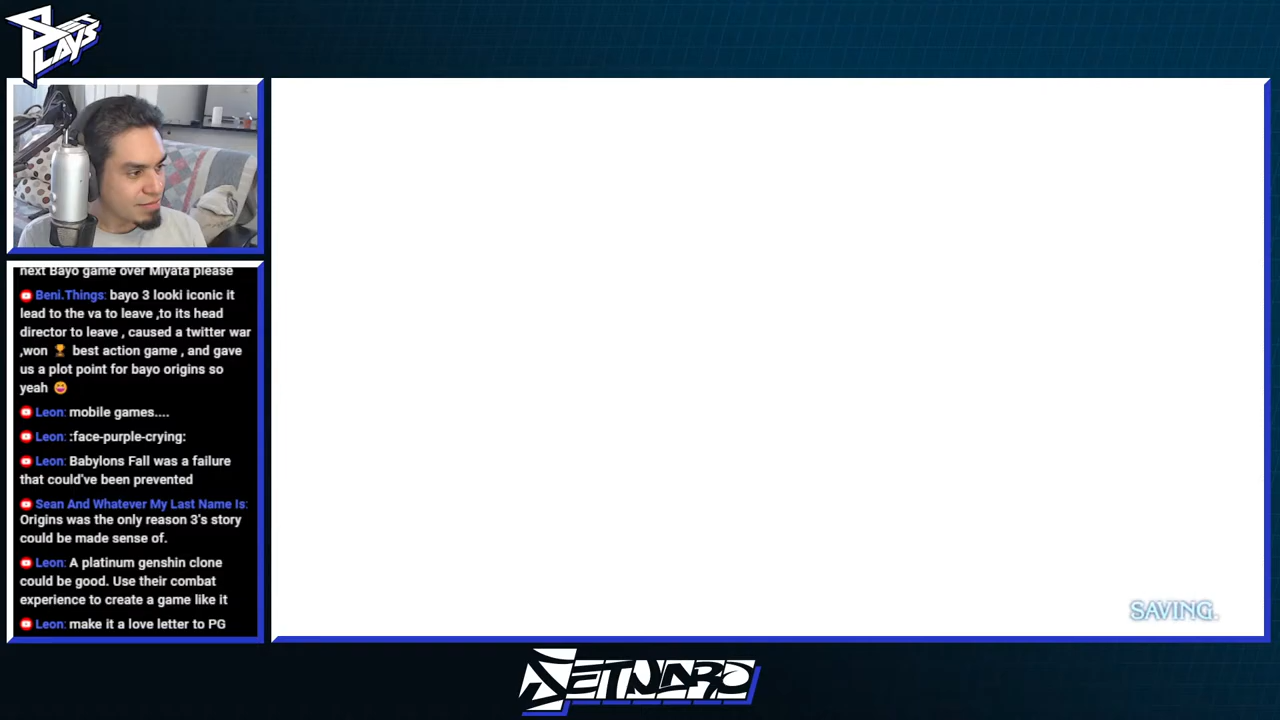 SET
PLAYS
next Bayo game over Miyata please
Beni.Things: bayo 3 looki iconic it
lead to the va to leave ,to its head
director to leave , caused a twitter war
,won 🏆 best action game , and gave
us a plot point for bayo origins so
yeah 😄
Leon: mobile games....
Leon: :face-purple-crying:
Leon: Babylons Fall was a failure
that could've been prevented
Sean And Whatever My Last Name Is:
Origins was the only reason 3's story
could be made sense of.
Leon: A platinum genshin clone
could be good. Use their combat
experience to create a game like it
Leon: make it a love letter to PG
SAVING.
SETNARO